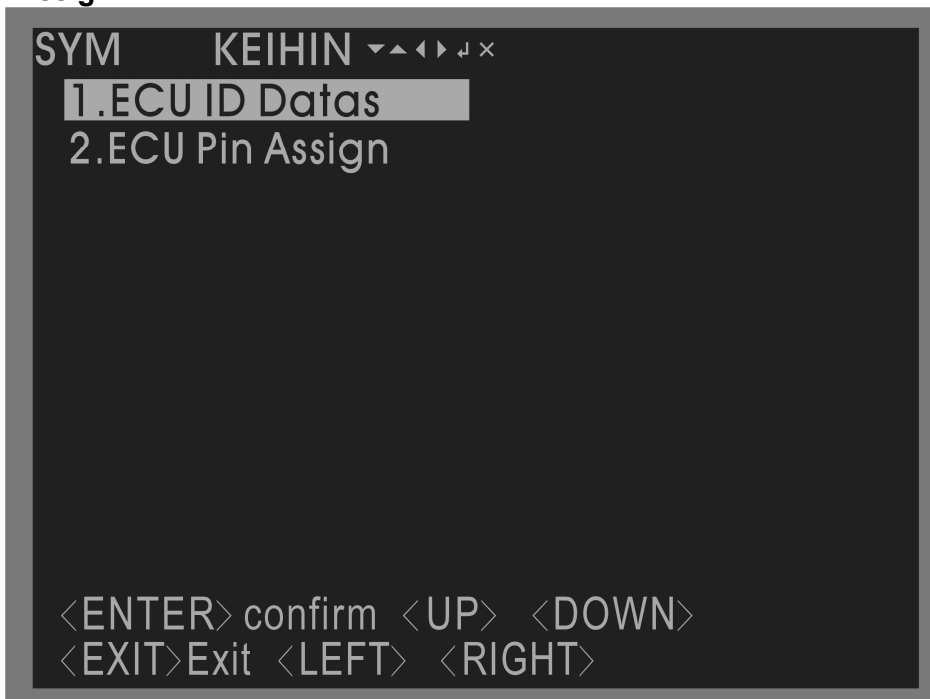 SYM KEIHIN ▼▲◀▶↲×
1.ECU ID Datas
2.ECU Pin Assign
<ENTER> confirm <UP> <DOWN>
<EXIT>Exit <LEFT> <RIGHT>